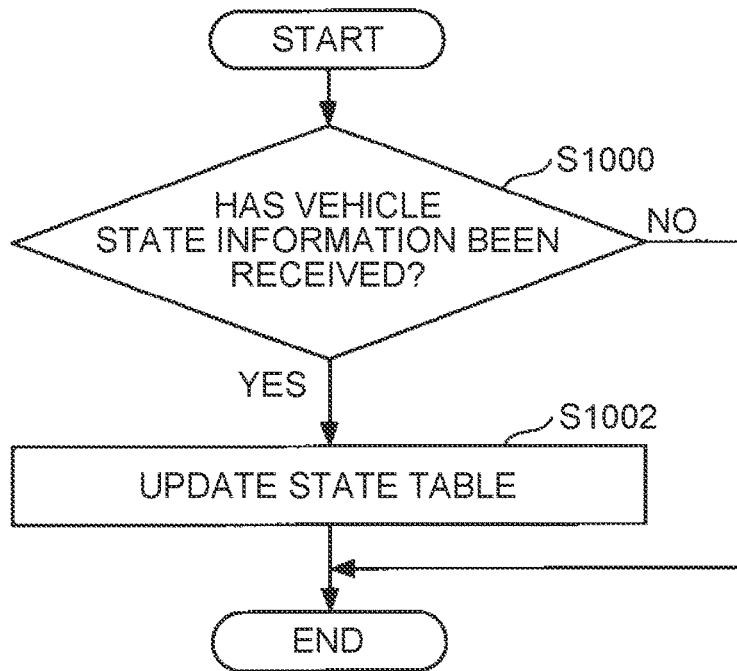 START
S1000
HAS VEHICLE
STATE INFORMATION BEEN
RECEIVED?
NO
YES
S1002
UPDATE STATE TABLE
END